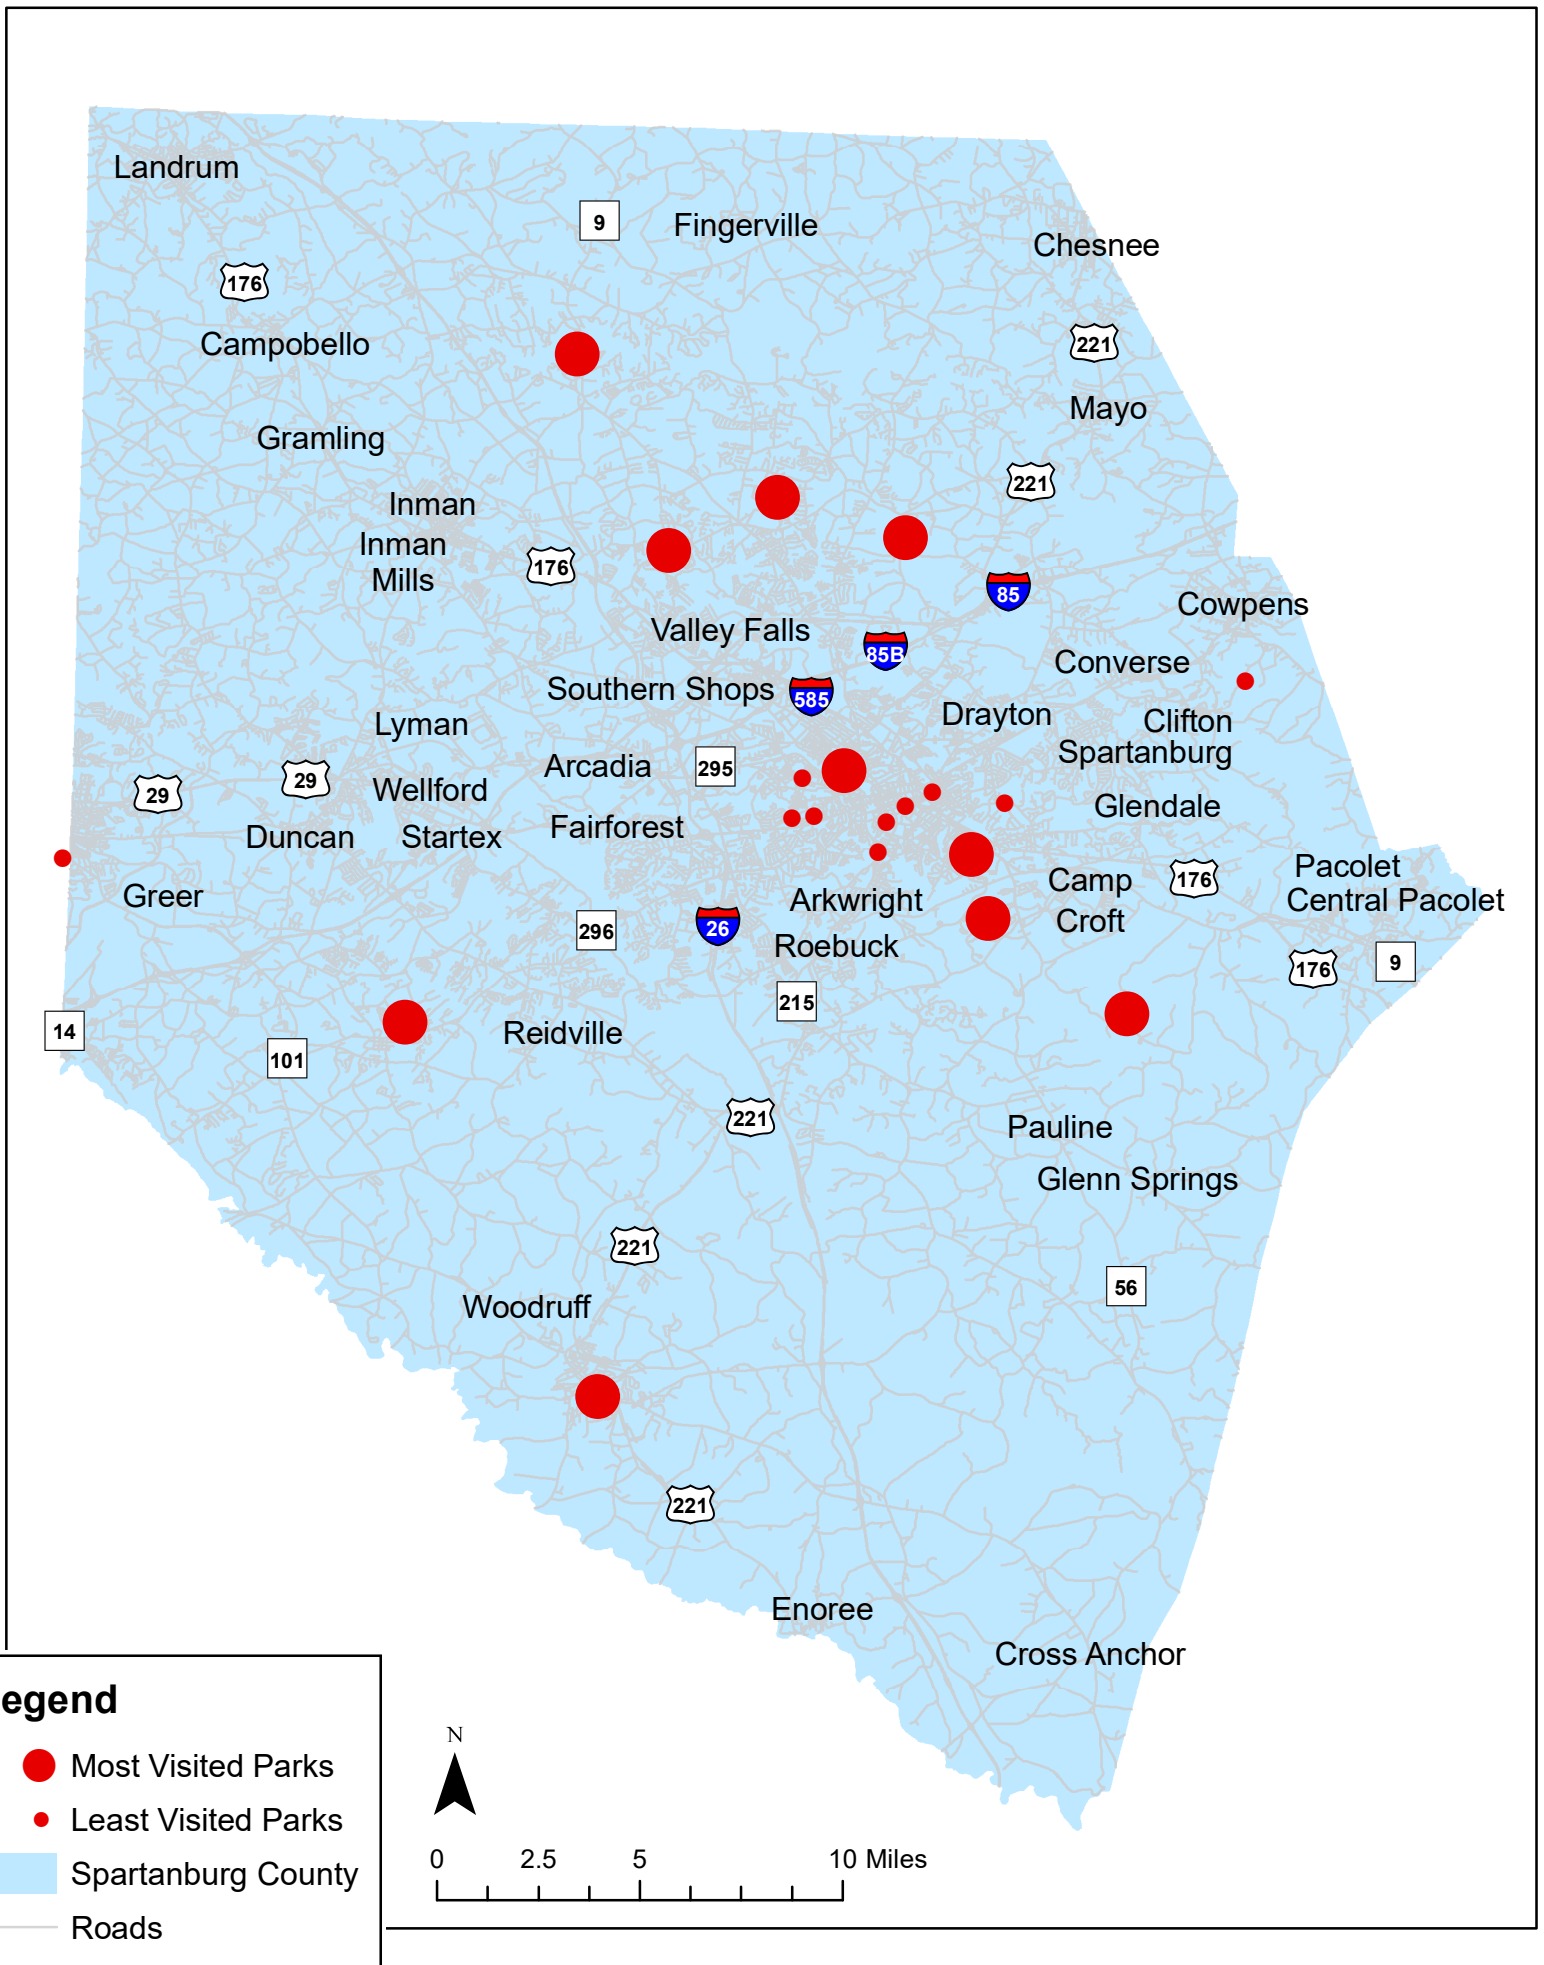 Landrum
9
Fingerville
Chesnee
176
221
Campobello
Mayo
Gramling
221
Inman
Inman
Mills
176
85
Cowpens
Valley Falls
85B
Converse
Southern Shops
585
Drayton
Clifton
Lyman
Spartanburg
Arcadia
295
29
29
Wellford
Glendale
Fairforest
Duncan
Startex
Pacolet
Camp
176
Greer
Arkwright
Central Pacolet
Croft
296
26
Roebuck
176
9
215
14
Reidville
101
221
Pauline
Glenn Springs
221
56
Woodruff
221
Enoree
Cross Anchor
egend
Most Visited Parks
Least Visited Parks
Spartanburg County
Roads
N
0 2.5 5 10 Miles